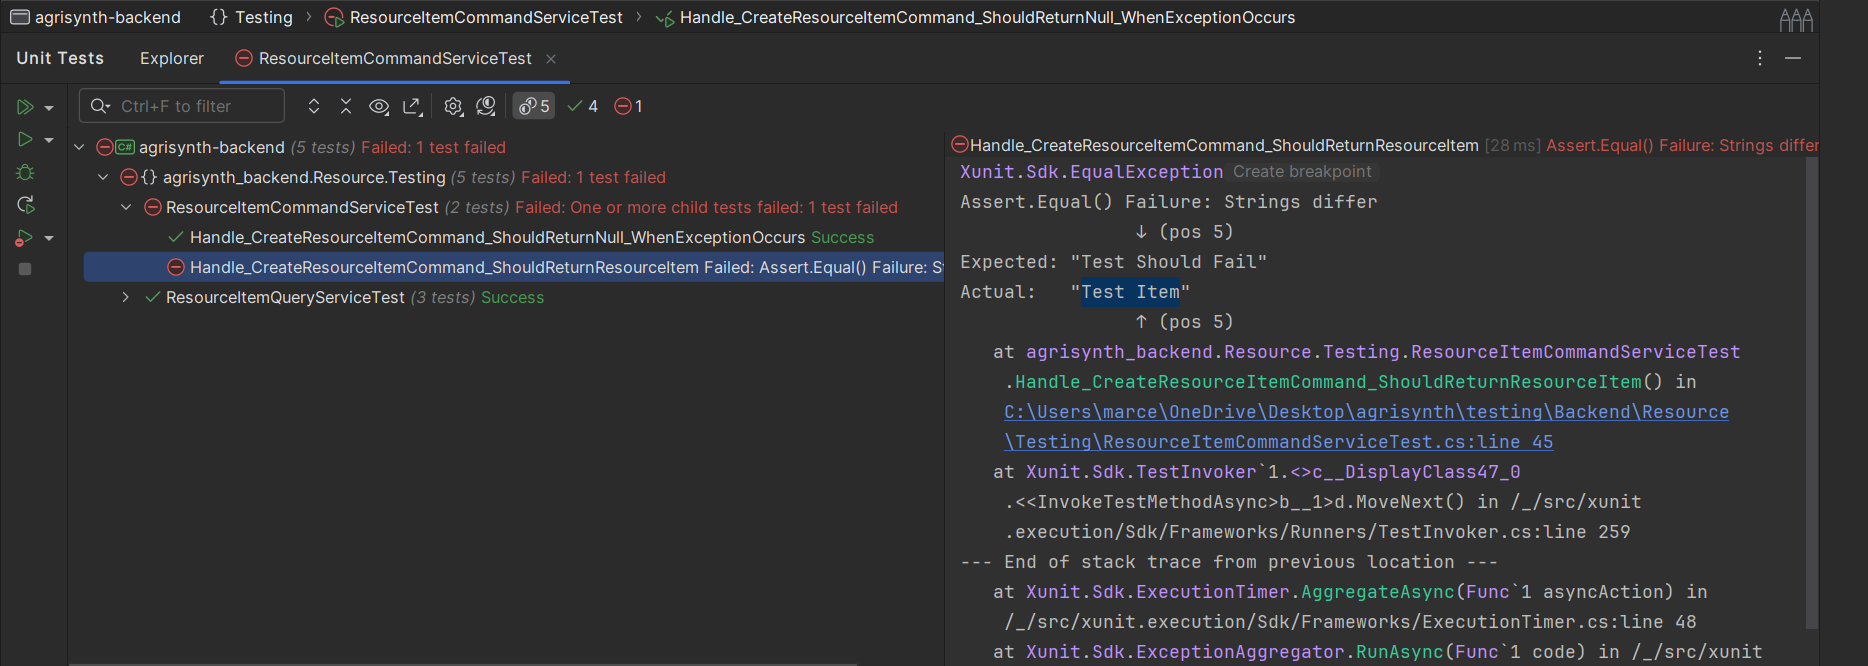 agrisynth-backend {} Testing ResourceItemCommandServiceTest Handle_CreateResourceItemCommand_ShouldReturnNull_WhenExceptionOccurs
Unit Tests Explorer ResourceItemCommandServiceTest
Ctrl+F to filter 5 4 1
C# agrisynth-backend (5 tests) Failed: 1 test failed
{} agrisynth_backend.Resource.Testing (5 tests) Failed: 1 test failed
ResourceItemCommandServiceTest (2 tests) Failed: One or more child tests failed: 1 test failed
Handle_CreateResourceItemCommand_ShouldReturnNull_WhenExceptionOccurs Success
Handle_CreateResourceItemCommand_ShouldReturnResourceItem Failed: Assert.Equal() Failure: St
ResourceItemQueryServiceTest (3 tests) Success
Handle_CreateResourceItemCommand_ShouldReturnResourceItem [28 ms] Assert.Equal() Failure: Strings differ
Xunit.Sdk.EqualException Create breakpoint
Assert.Equal() Failure: Strings differ
↓ (pos 5)
Expected: "Test Should Fail"
Actual: "Test Item"
↑ (pos 5)
at agrisynth_backend.Resource.Testing.ResourceItemCommandServiceTest
.Handle_CreateResourceItemCommand_ShouldReturnResourceItem() in
C:\Users\marce\OneDrive\Desktop\agrisynth\testing\Backend\Resource
\Testing\ResourceItemCommandServiceTest.cs:line 45
at Xunit.Sdk.TestInvoker`1.<>c__DisplayClass47_0
.<<InvokeTestMethodAsync>b__1>d.MoveNext() in /_/src/xunit
.execution/Sdk/Frameworks/Runners/TestInvoker.cs:line 259
--- End of stack trace from previous location ---
at Xunit.Sdk.ExecutionTimer.AggregateAsync(Func`1 asyncAction) in
/_/src/xunit.execution/Sdk/Frameworks/ExecutionTimer.cs:line 48
at Xunit.Sdk.ExceptionAggregator.RunAsync(Func`1 code) in /_/src/xunit